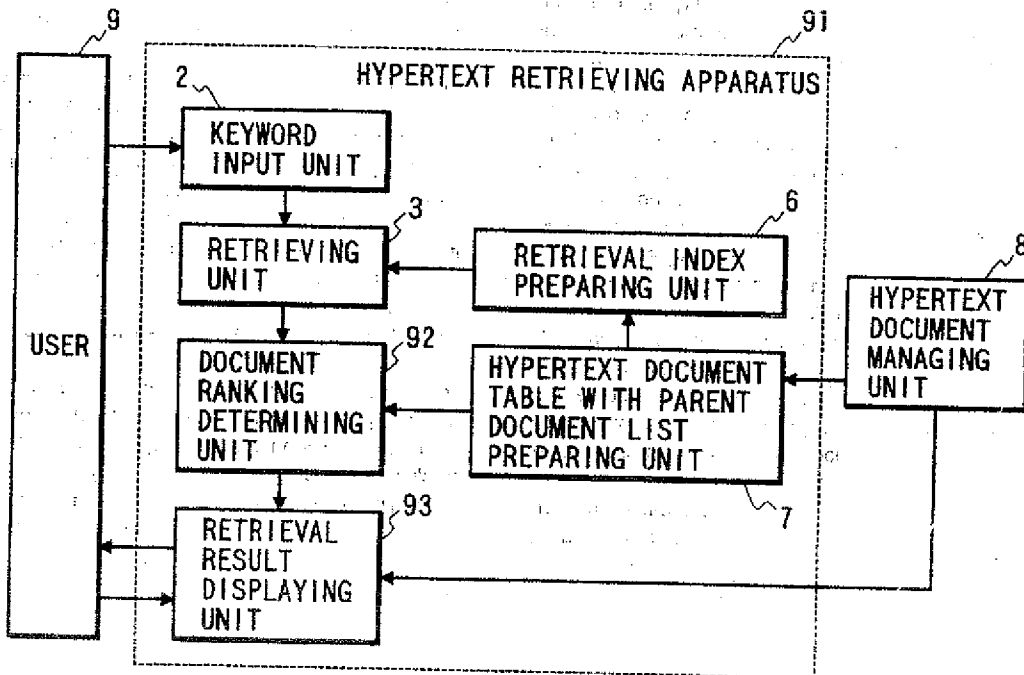 9
91
HYPERTEXT RETRIEVING APPARATUS
2
KEYWORD
INPUT UNIT
3
RETRIEVING
UNIT
6
RETRIEVAL INDEX
PREPARING UNIT
8
HYPERTEXT
DOCUMENT
MANAGING
UNIT
USER
92
DOCUMENT
RANKING
DETERMINING
UNIT
HYPERTEXT DOCUMENT
TABLE WITH PARENT
DOCUMENT LIST
PREPARING UNIT
7
93
RETRIEVAL
RESULT
DISPLAYING
UNIT